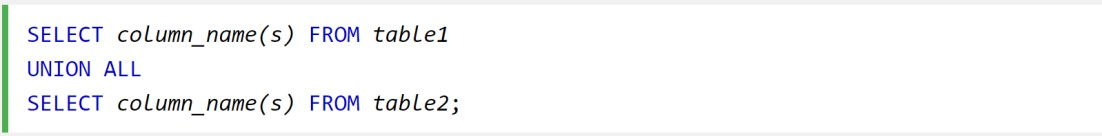 SELECT column_name(s) FROM table1
UNION ALL
SELECT column_name(s) FROM table2;